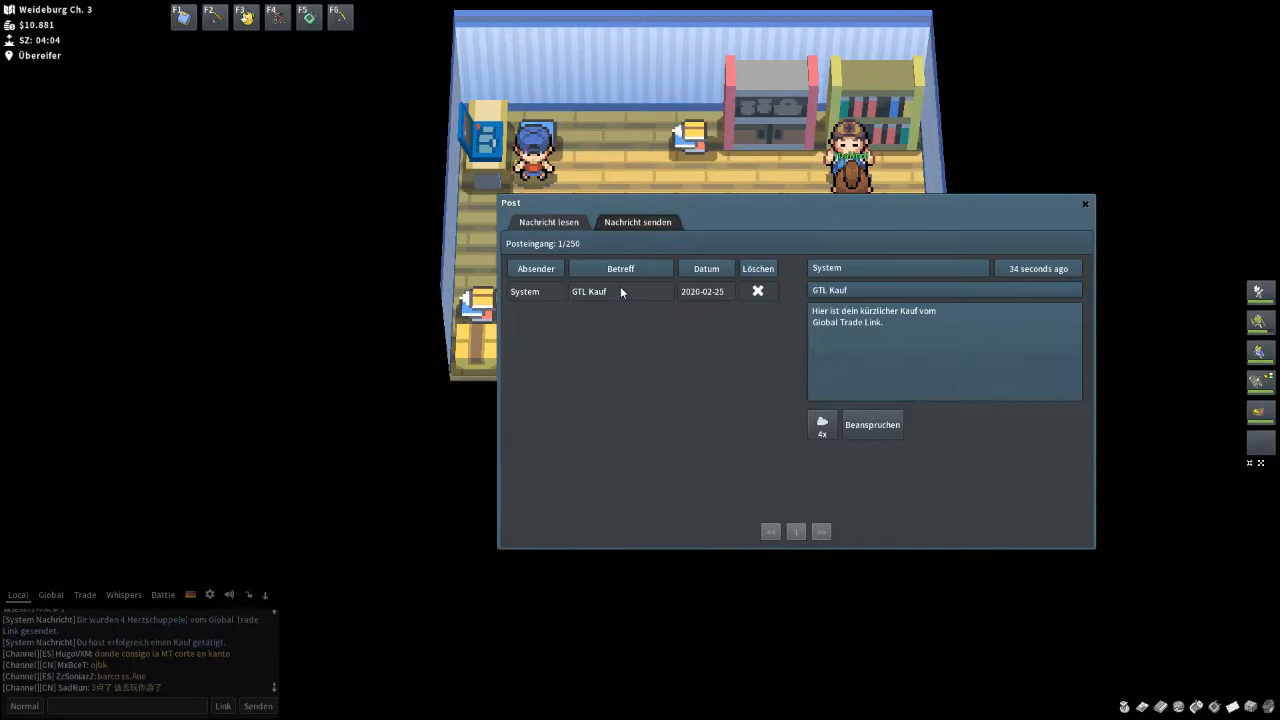 Weideburg Ch. 3
$10.881
SZ: 04:04
Übereifer
F1 F2 F3 F4 F5 F6
Post
Nachricht lesen Nachricht senden
Posteingang: 1/250
Absender Betreff Datum Löschen
System GTL Kauf 2020-02-25
System 34 seconds ago
GTL Kauf
Hier ist dein kürzlicher Kauf vom
Global Trade Link.
4x Beanspruchen
<< 1 >>
Local Global Trade Whispers Battle
[System Nachricht] Dir wurden 4 Herzschuppe(e) vom Global Trade
Link gesendet.
[System Nachricht] Du hast erfolgreich einen Kauf getätigt.
[Channel][ES] HugoVXM: donde consigo la MT corte en kanto
[Channel][CN] MxBceT: ojbk
[Channel][ES] ZzSoniazZ: barco ss.Ane
[Channel][CN] SadRun: 3点了 该去玩你游了
Normal Link Senden